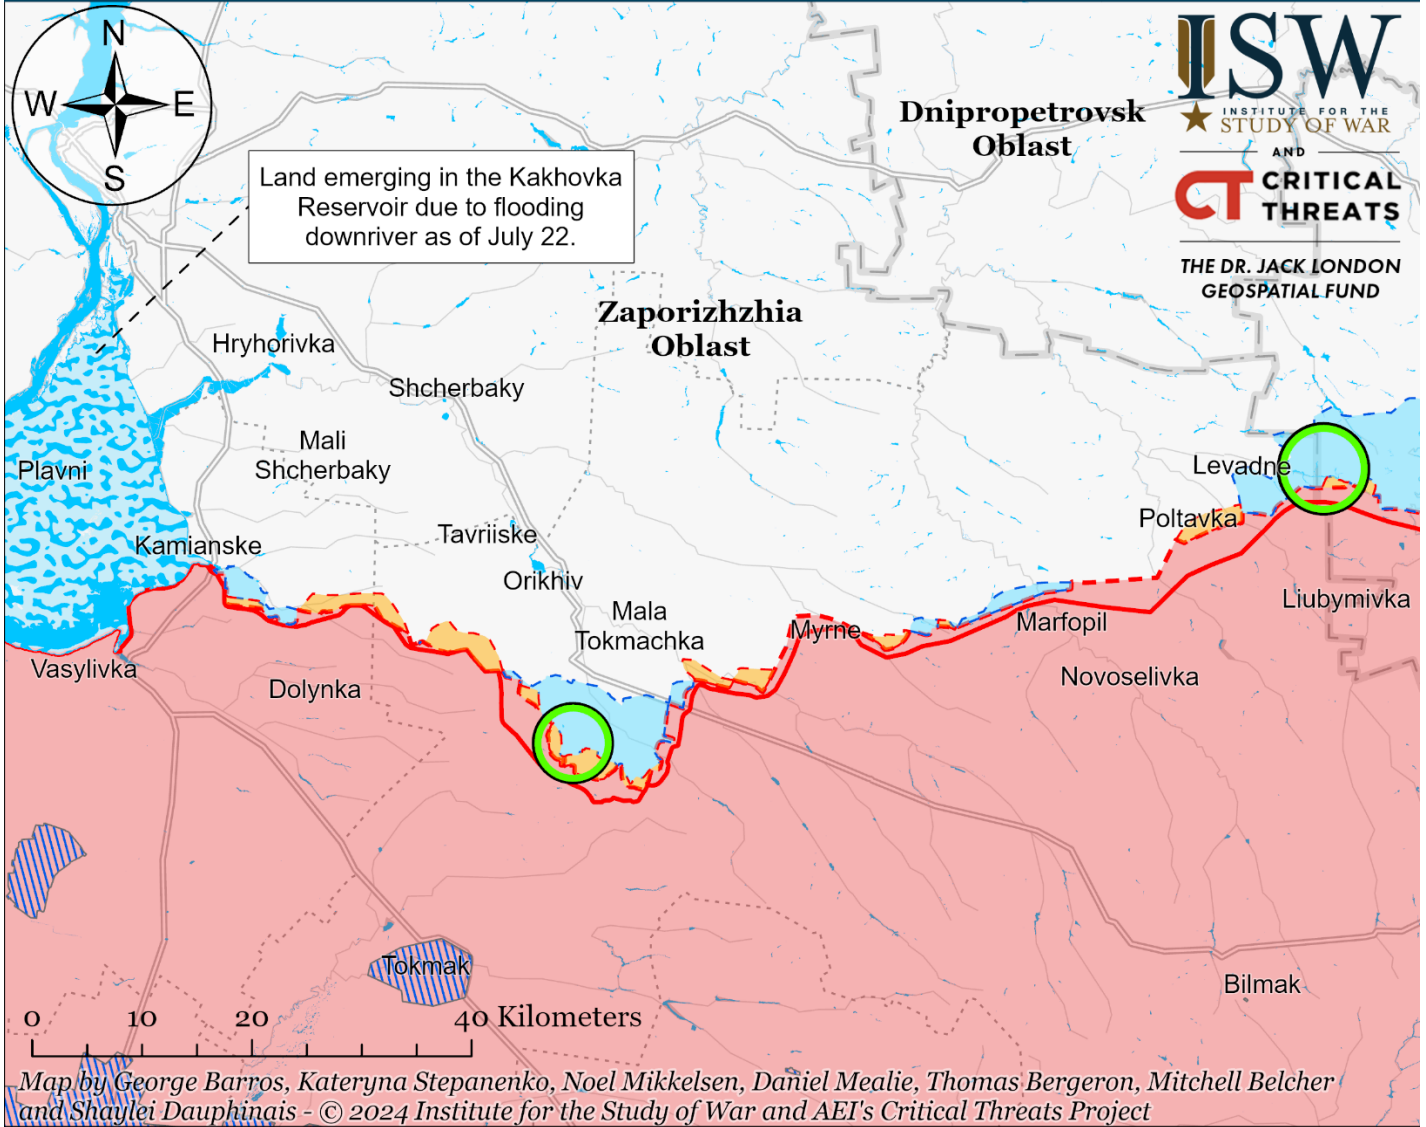 N
W
E
S
ISW
INSTITUTE FOR THE
STUDY OF WAR
AND
CT CRITICAL
THREATS
THE DR. JACK LONDON
GEOSPATIAL FUND
Dnipropetrovsk
Oblast
Land emerging in the Kakhovka
Reservoir due to flooding
downriver as of July 22.
Zaporizhzhia
Oblast
Hryhorivka
Shcherbaky
Mali
Shcherbaky
Plavni
Levadne
Poltavka
Tavriiske
Kamianske
Orikhiv
Mala
Tokmachka
Liubymivka
Myrne
Marfopil
Vasylivka
Dolynka
Novoselivka
Tokmak
Bilmak
0 10 20 40 Kilometers
Map by George Barros, Kateryna Stepanenko, Noel Mikkelsen, Daniel Mealie, Thomas Bergeron, Mitchell Belcher
and Shaylei Dauphinais - © 2024 Institute for the Study of War and AEI's Critical Threats Project